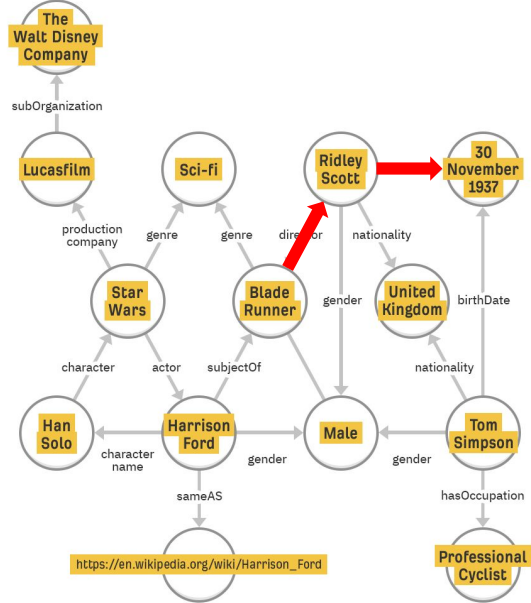 The
Walt Disney
Company
subOrganization
Lucasfilm
Sci-fi
Ridley
Scott
30
November
1937
production
company
genre
genre
director
nationality
Star
Wars
Blade
Runner
gender
United
Kingdom
birthDate
character
actor
subjectOf
nationality
Han
Solo
Harrison
Ford
Male
Tom
Simpson
character
name
gender
gender
sameAS
hasOccupation
https://en.wikipedia.org/wiki/Harrison_Ford
Professional
Cyclist